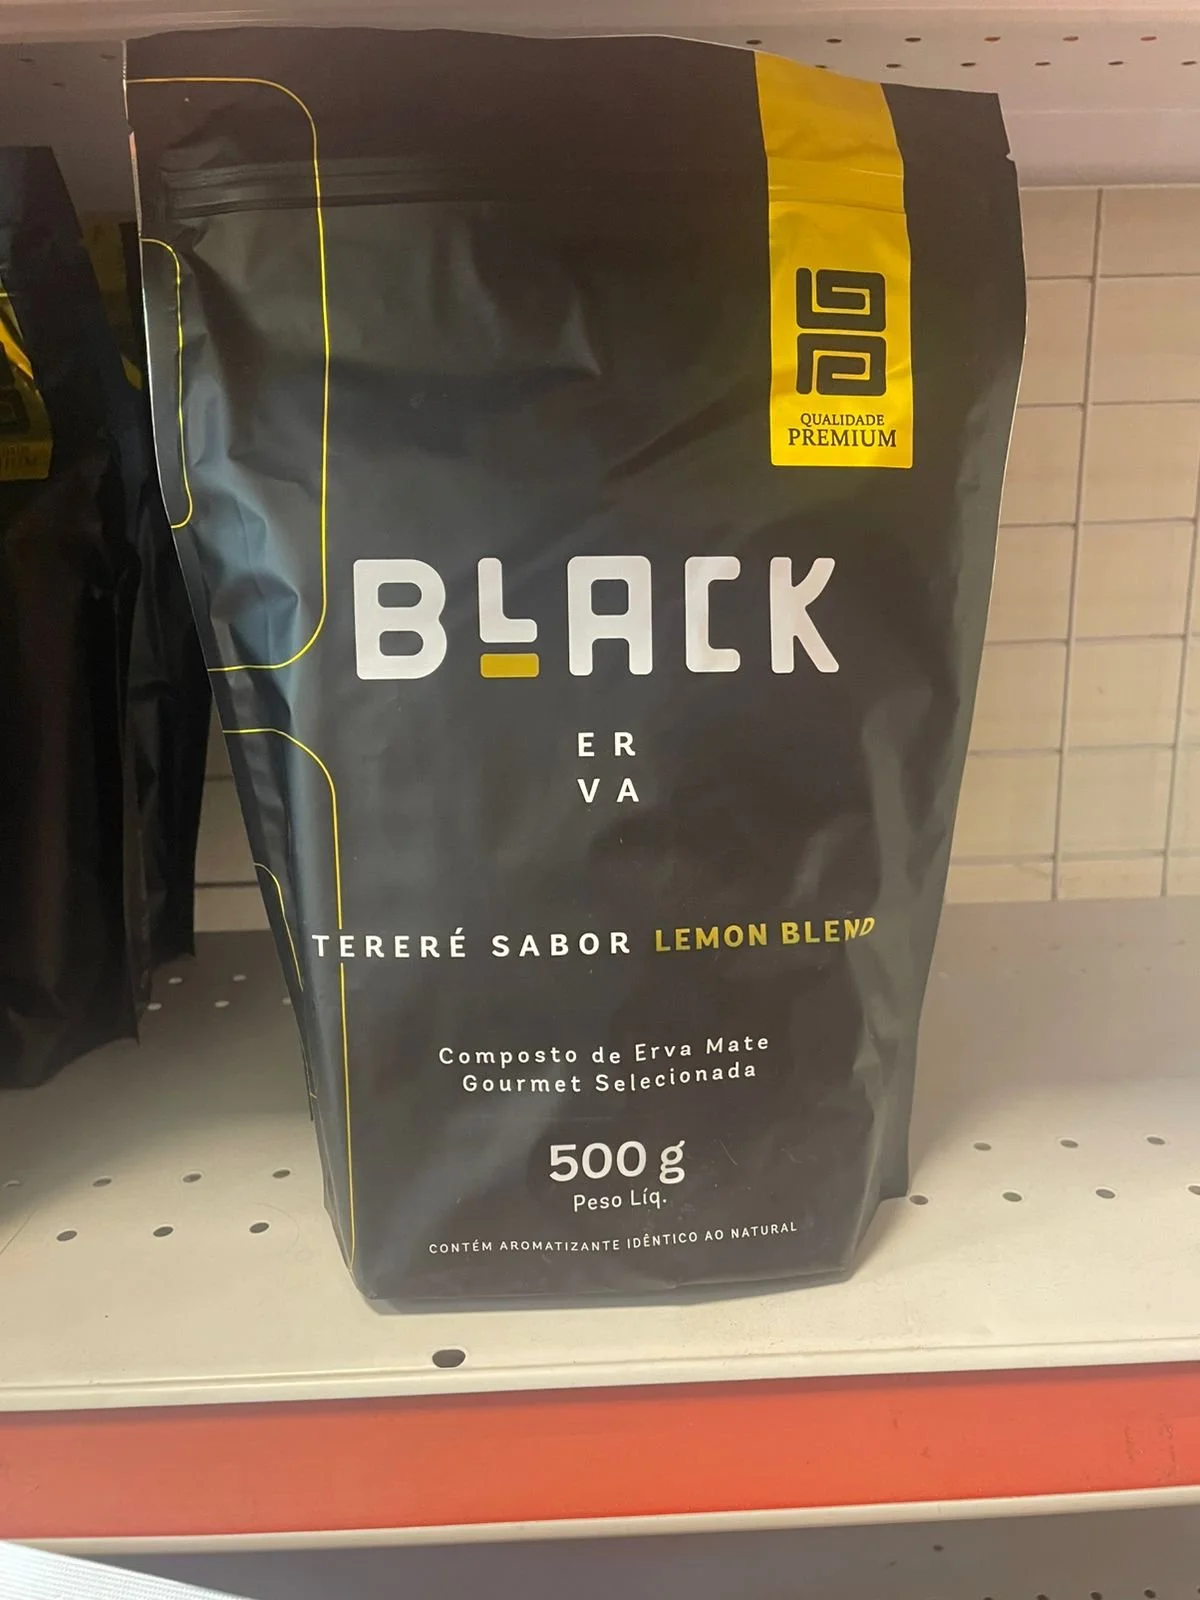 QUALIDADE
PREMIUM
BLACK
ER
VA
TERERÉ SABOR LEMON BLEND
Composto de Erva Mate
Gourmet Selecionada
500 g
Peso Líq.
CONTÉM AROMATIZANTE IDÊNTICO AO NATURAL